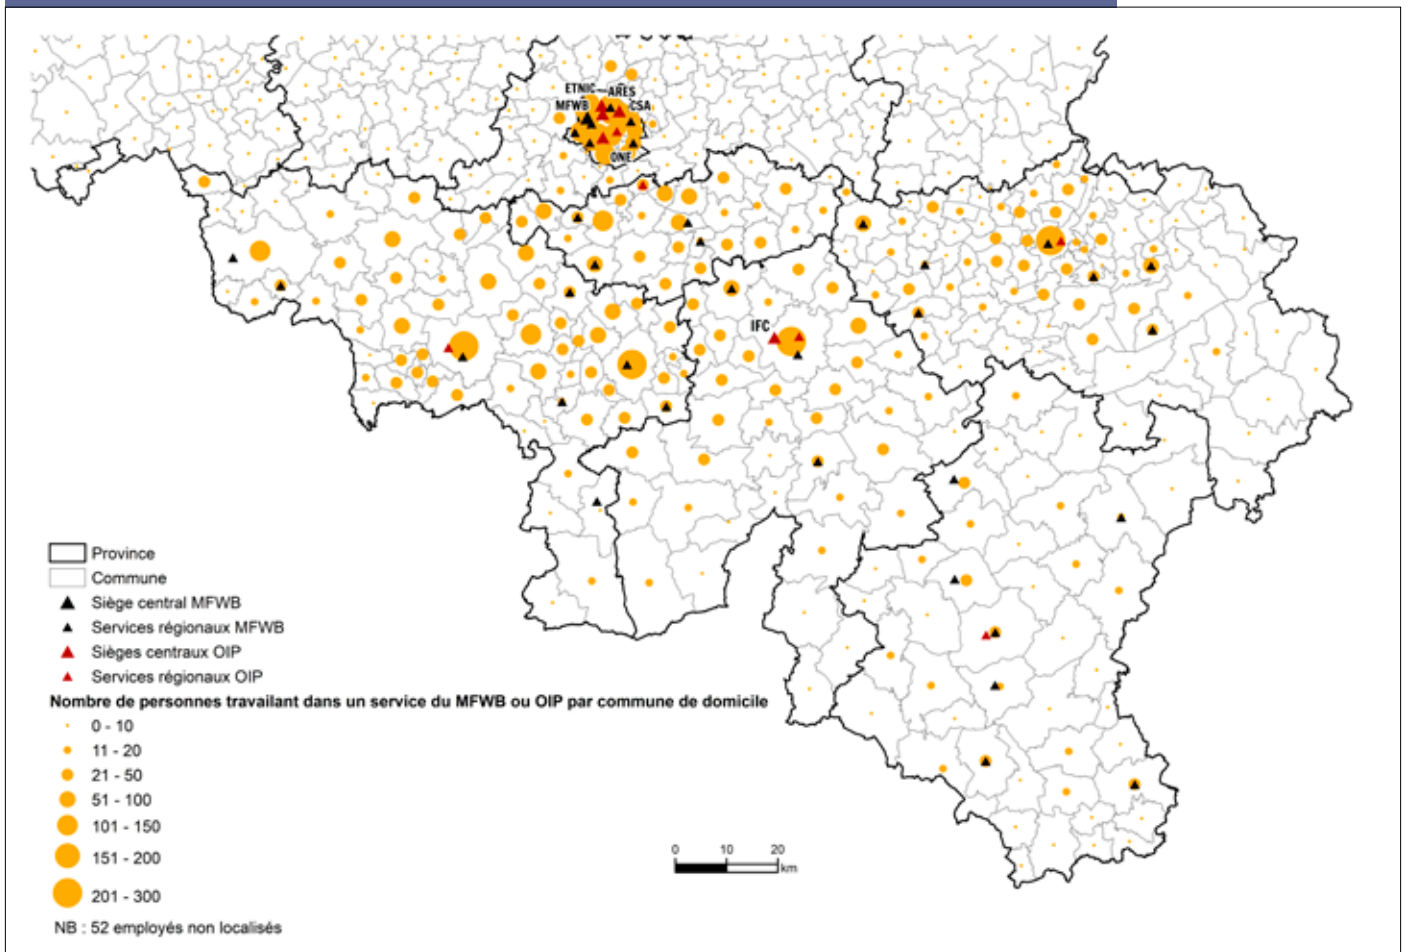 ETNIC
ARES
MFWB
CSA
ONE
IFC
Province
Commune
Siège central MFWB
Services régionaux MFWB
Sièges centraux OIP
Services régionaux OIP
Nombre de personnes travailant dans un service du MFWB ou OIP par commune de domicile
0 - 10
11 - 20
21 - 50
51 - 100
101 - 150
151 - 200
201 - 300
NB : 52 employés non localisés
0 10 20
km